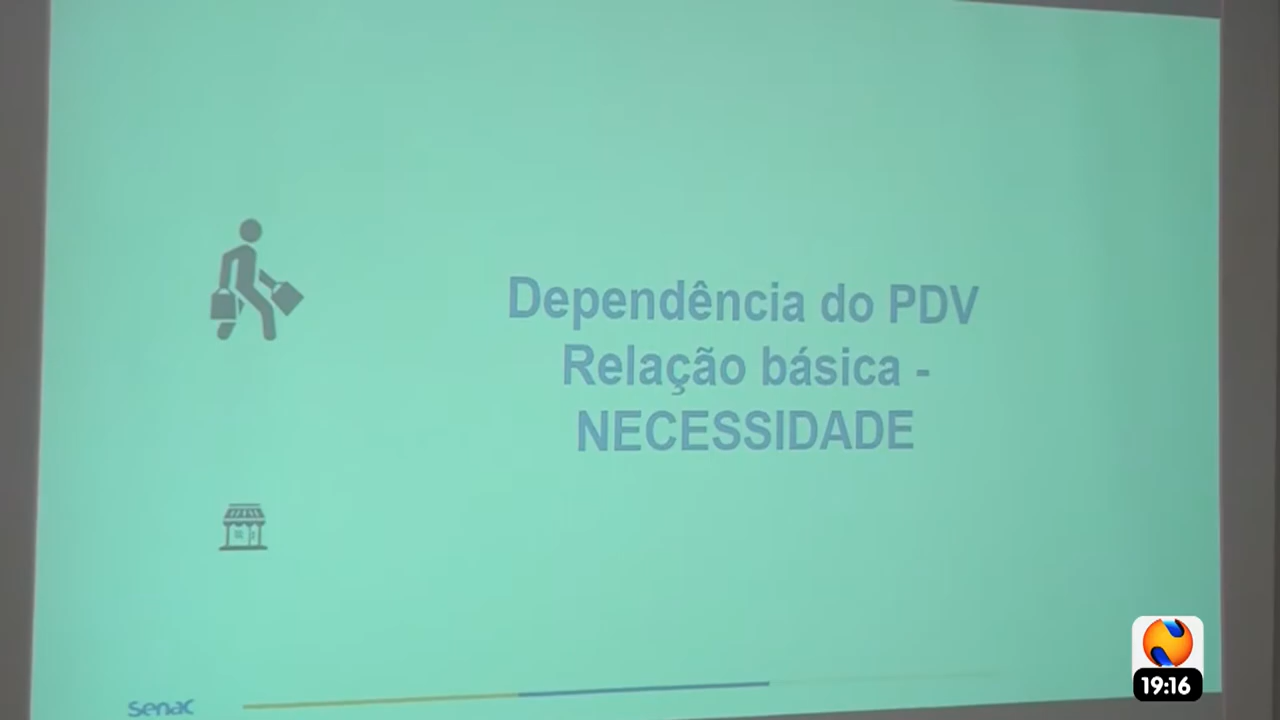 Dependência do PDV
Relação básica -
NECESSIDADE
senac
19:16